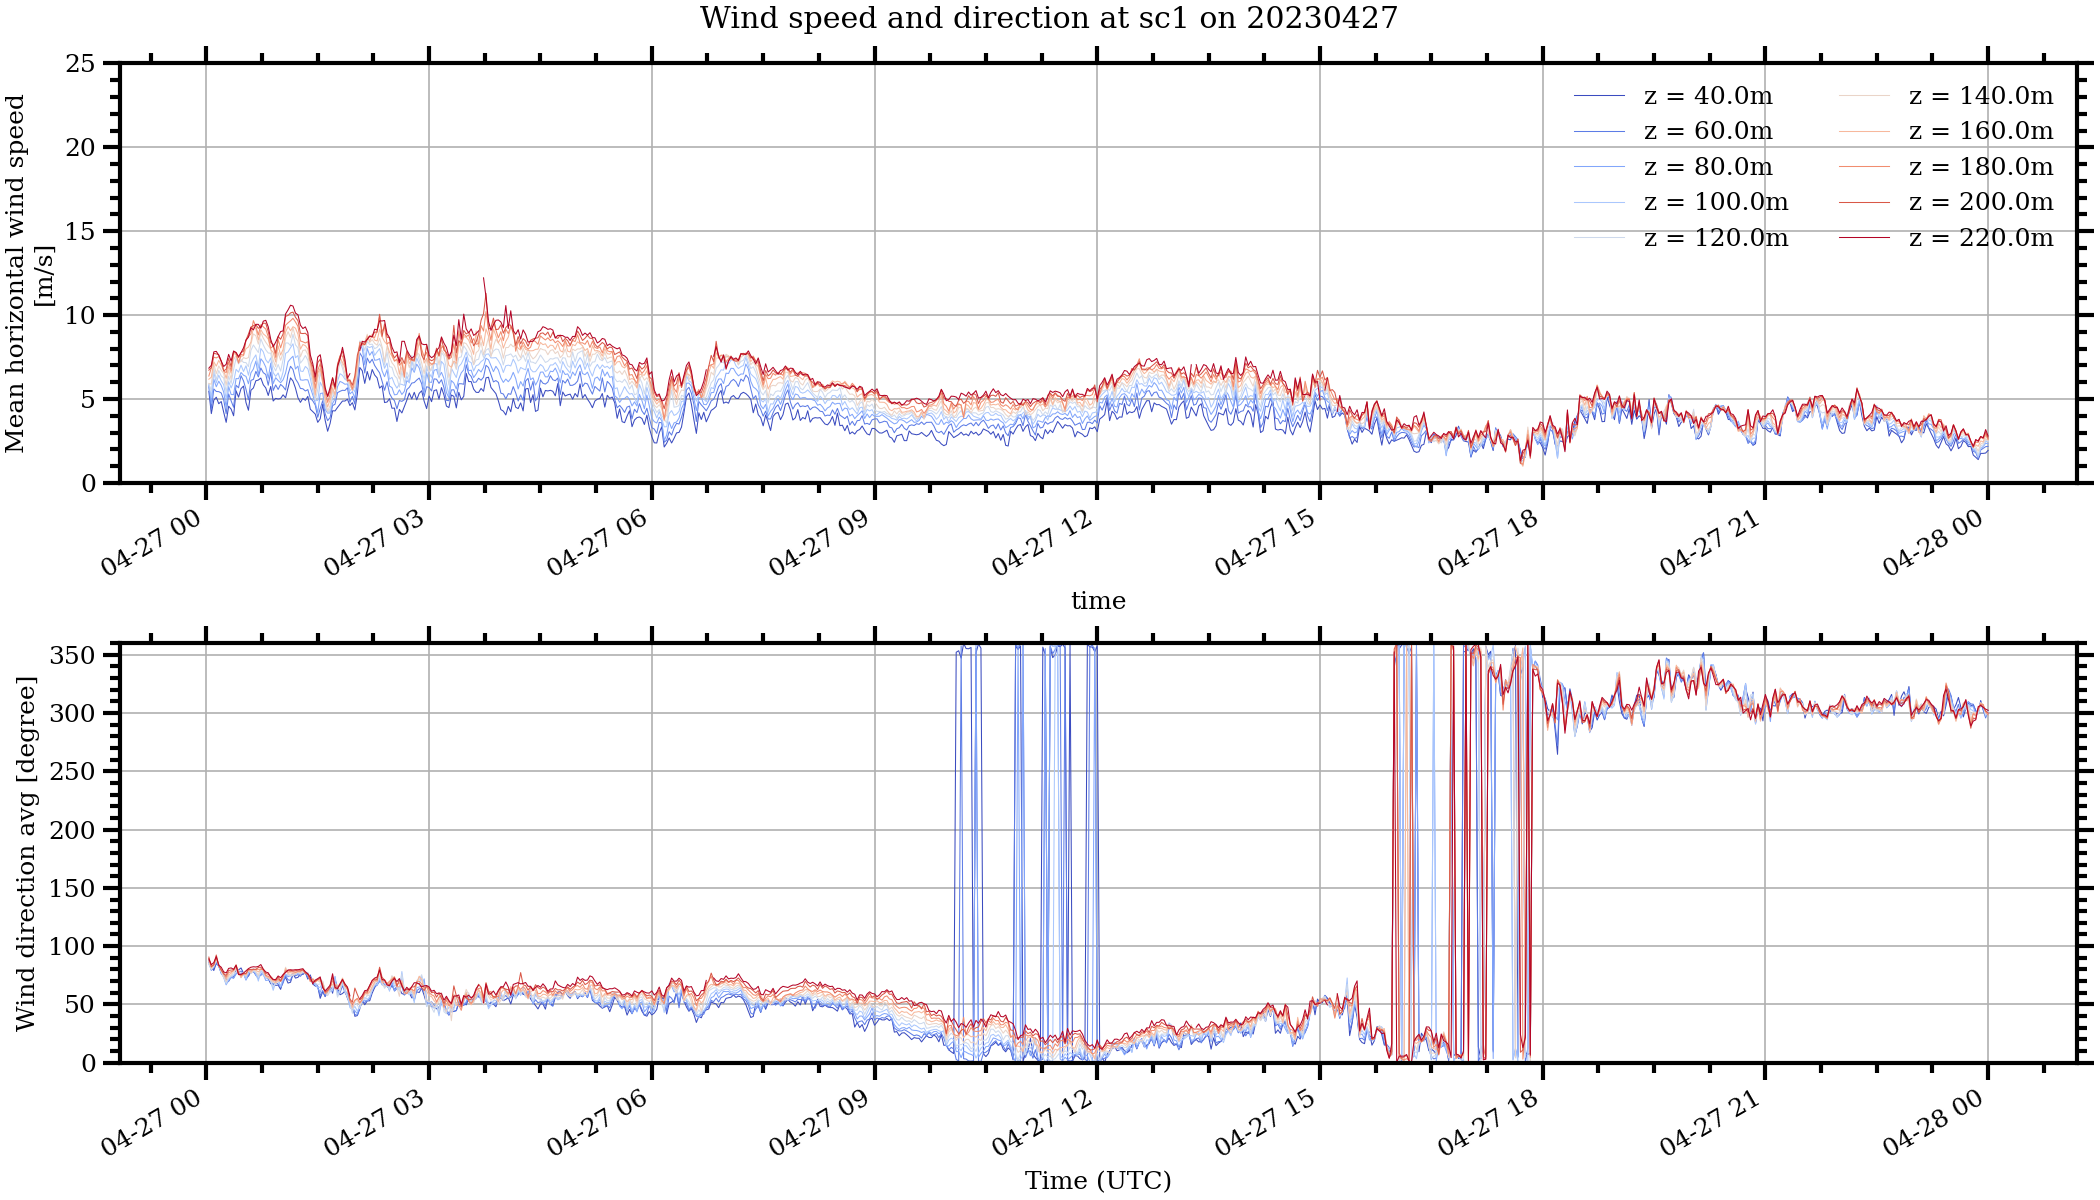 Wind speed and direction at sc1 on 20230427
Mean horizontal wind speed
[m/s]
25
20
15
10
5
0
z = 40.0m
z = 60.0m
z = 80.0m
z = 100.0m
z = 120.0m
z = 140.0m
z = 160.0m
z = 180.0m
z = 200.0m
z = 220.0m
04-27 00
04-27 03
04-27 06
04-27 09
04-27 12
04-27 15
04-27 18
04-27 21
04-28 00
time
Wind direction avg [degree]
350
300
250
200
150
100
50
0
04-27 00
04-27 03
04-27 06
04-27 09
04-27 12
04-27 15
04-27 18
04-27 21
04-28 00
Time (UTC)